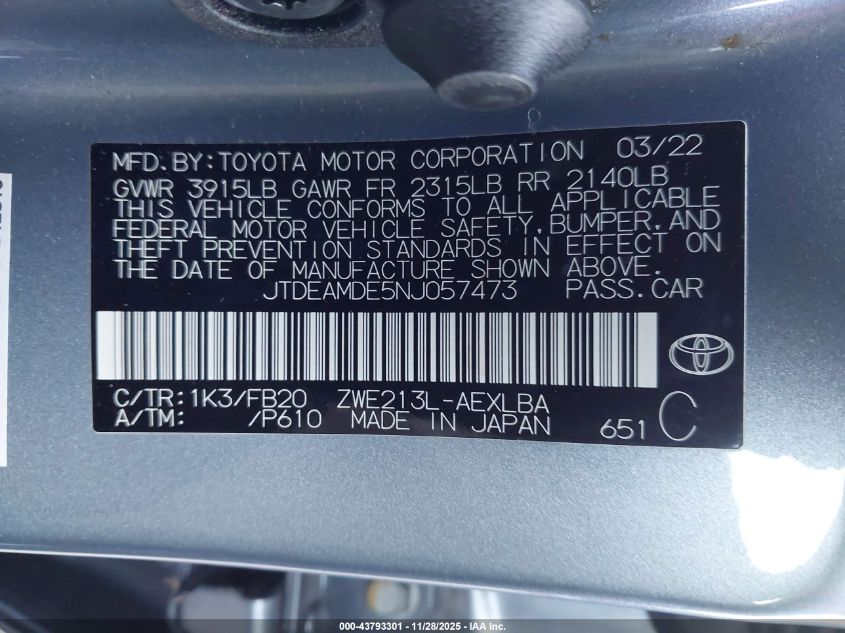 MFD.BY:TOYOTA MOTOR CORPORATION 03/22
GVWR 3915LB GAWR FR 2315LB RR 2140LB
THIS VEHICLE CONFORMS TO ALL APPLICABLE
FEDERAL MOTOR VEHICLE SAFETY,BUMPER,AND
THEFT PREVENTION STANDARDS IN EFFECT ON
THE DATE OF MANUFACTURE SHOWN ABOVE.
JTDEAMDE5NJ057473 PASS.CAR
C/TR:1K3/FB20 ZWE213L-AEXLBA
A/TM: /P610 MADE IN JAPAN 651 C
000-43793301 - 11/28/2025 - IAA Inc.